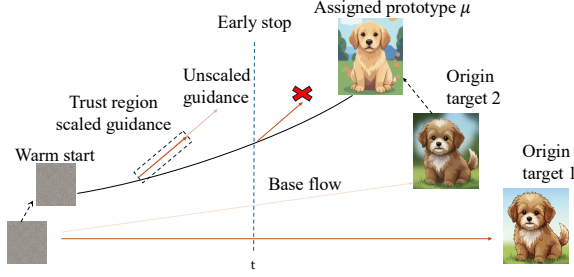 Assigned prototype μ
Early stop
Unscaled
guidance
Origin
target 2
Trust region
scaled guidance
Warm start
Origin
target 1
Base flow
t